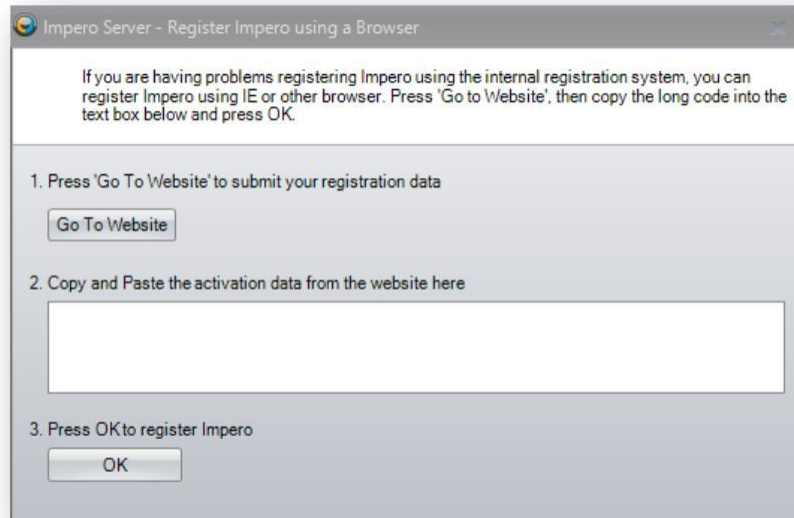 Impero Server - Register Impero using a Browser
If you are having problems registering Impero using the internal registration system, you can
register Impero using IE or other browser. Press 'Go to Website', then copy the long code into the
text box below and press OK.
1. Press 'Go To Website' to submit your registration data
Go To Website
2. Copy and Paste the activation data from the website here
3. Press OK to register Impero
OK